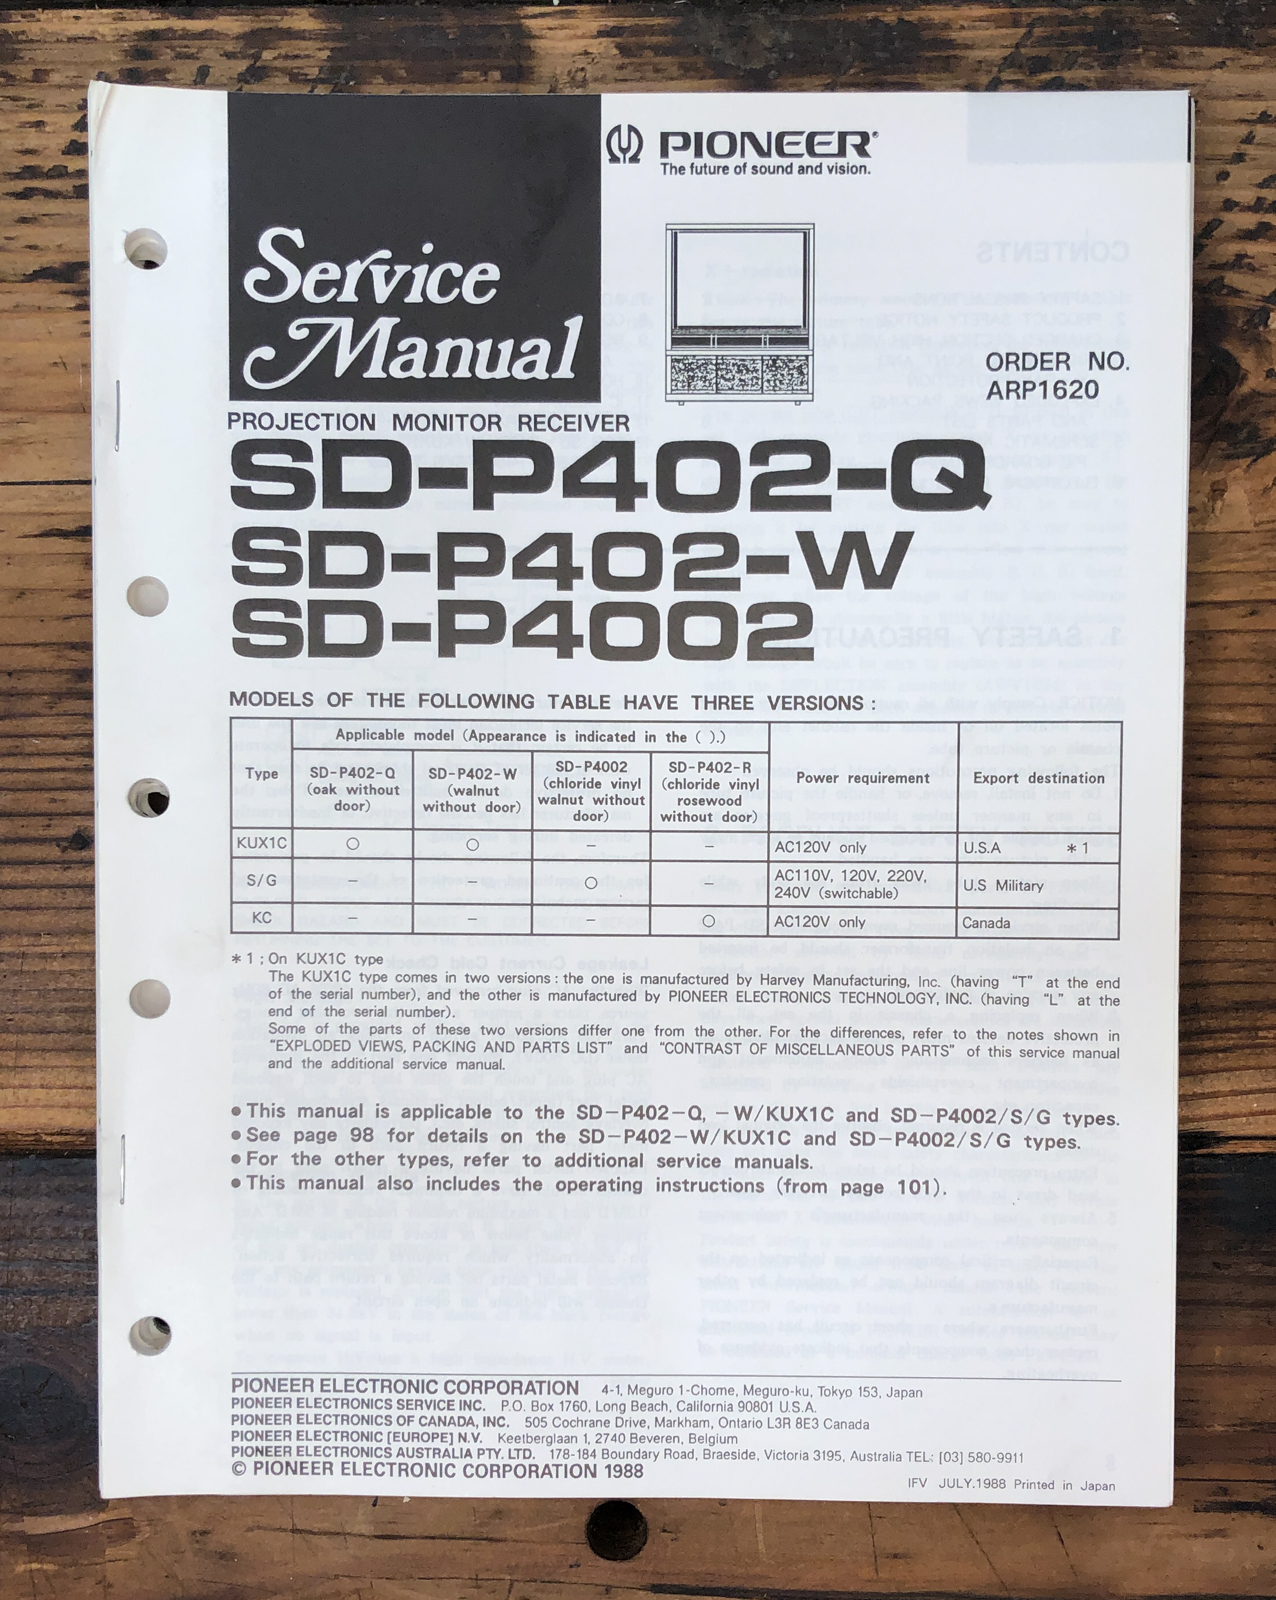 Service
Manual
PIONEER®
The future of sound and vision.
ORDER NO.
ARP1620
PROJECTION MONITOR RECEIVER
SD-P402-Q
SD-P402-W
SD-P4002
MODELS OF THE FOLLOWING TABLE HAVE THREE VERSIONS :
Type Applicable model (Appearance is indicated in the ( ).) Power requirement Export destination
SD-P402-Q (oak without door) SD-P402-W (walnut without door) SD-P4002 (chloride vinyl walnut without door) SD-P402-R (chloride vinyl rosewood without door)
KUX1C ○ ○ – – AC120V only U.S.A *1
S/G – – ○ – AC110V, 120V, 220V, 240V (switchable) U.S Military
KC – – – ○ AC120V only Canada
*1 ; On KUX1C type
The KUX1C type comes in two versions : the one is manufactured by Harvey Manufacturing, Inc. (having "T" at the end
of the serial number), and the other is manufactured by PIONEER ELECTRONICS TECHNOLOGY, INC. (having "L" at the
end of the serial number).
Some of the parts of these two versions differ one from the other. For the differences, refer to the notes shown in
"EXPLODED VIEWS, PACKING AND PARTS LIST" and "CONTRAST OF MISCELLANEOUS PARTS" of this service manual
and the additional service manual.
● This manual is applicable to the SD-P402-Q, -W/KUX1C and SD-P4002/S/G types.
● See page 98 for details on the SD-P402-W/KUX1C and SD-P4002/S/G types.
● For the other types, refer to additional service manuals.
● This manual also includes the operating instructions (from page 101).
PIONEER ELECTRONIC CORPORATION 4-1, Meguro 1-Chome, Meguro-ku, Tokyo 153, Japan
PIONEER ELECTRONICS SERVICE INC. P.O. Box 1760, Long Beach, California 90801 U.S.A.
PIONEER ELECTRONICS OF CANADA, INC. 505 Cochrane Drive, Markham, Ontario L3R 8E3 Canada
PIONEER ELECTRONIC [EUROPE] N.V. Keetberglaan 1, 2740 Beveren, Belgium
PIONEER ELECTRONICS AUSTRALIA PTY. LTD. 178-184 Boundary Road, Braeside, Victoria 3195, Australia TEL: [03] 580-9911
© PIONEER ELECTRONIC CORPORATION 1988
IFV JULY.1988 Printed in Japan